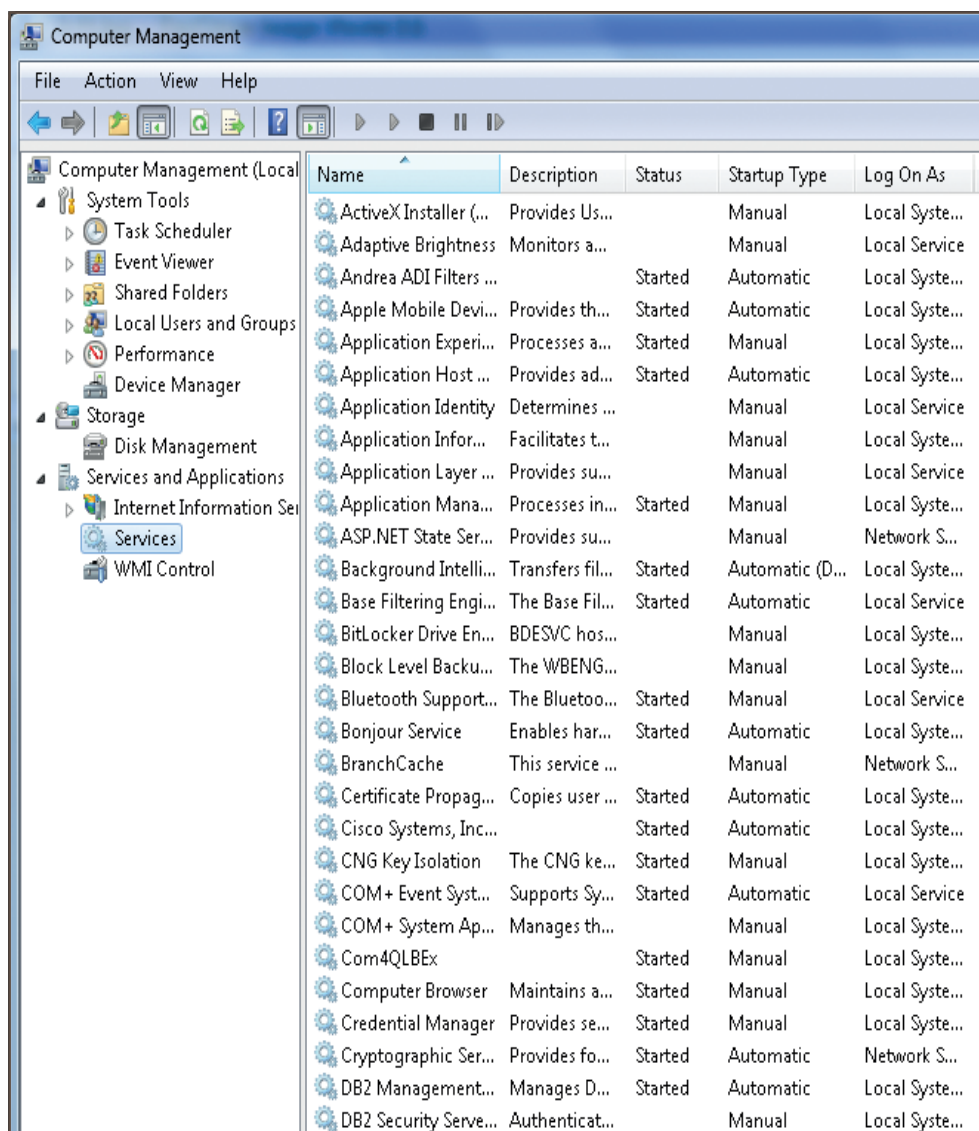 Computer Management
File Action View Help
Computer Management (Local
System Tools
Task Scheduler
Event Viewer
Shared Folders
Local Users and Groups
Performance
Device Manager
Storage
Disk Management
Services and Applications
Internet Information Ser
Services
WMI Control
Name Description Status Startup Type Log On As
ActiveX Installer (... Provides Us... Manual Local Syste...
Adaptive Brightness Monitors a... Manual Local Service
Andrea ADI Filters ... Started Automatic Local Syste...
Apple Mobile Devi... Provides th... Started Automatic Local Syste...
Application Experi... Processes a... Started Manual Local Syste...
Application Host ... Provides ad... Started Automatic Local Syste...
Application Identity Determines ... Manual Local Service
Application Infor... Facilitates t... Manual Local Syste...
Application Layer ... Provides su... Manual Local Service
Application Mana... Processes in... Started Manual Local Syste...
ASP.NET State Ser... Provides su... Manual Network S...
Background Intelli... Transfers fil... Started Automatic (D... Local Syste...
Base Filtering Engi... The Base Fil... Started Automatic Local Service
BitLocker Drive En... BDESVC hos... Manual Local Syste...
Block Level Backu... The WBENG... Manual Local Syste...
Bluetooth Support... The Bluetoo... Started Manual Local Service
Bonjour Service Enables har... Started Automatic Local Syste...
BranchCache This service ... Manual Network S...
Certificate Propag... Copies user ... Started Automatic Local Syste...
Cisco Systems, Inc... Started Automatic Local Syste...
CNG Key Isolation The CNG ke... Started Manual Local Syste...
COM+ Event Syst... Supports Sy... Started Automatic Local Service
COM+ System Ap... Manages th... Manual Local Syste...
Com4QLBEx Started Manual Local Syste...
Computer Browser Maintains a... Started Manual Local Syste...
Credential Manager Provides se... Started Manual Local Syste...
Cryptographic Ser... Provides fo... Started Automatic Network S...
DB2 Management... Manages D... Started Automatic Local Syste...
DB2 Security Serve... Authenticat... Manual Local Syste...